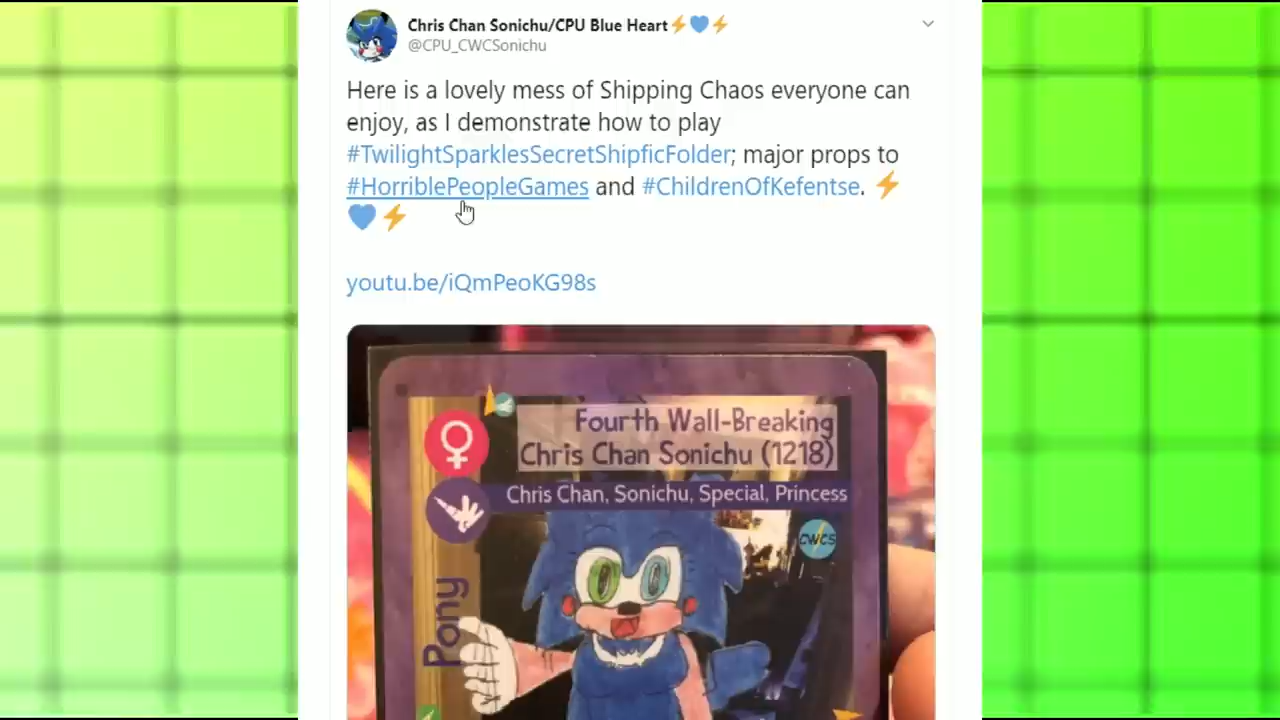 Chris Chan Sonichu/CPU Blue Heart⚡💙⚡
@CPU_CWCSonichu
Here is a lovely mess of Shipping Chaos everyone can
enjoy, as I demonstrate how to play
#TwilightSparklesSecretShipficFolder; major props to
#HorriblePeopleGames and #ChildrenOfKefentse. ⚡
💙⚡
youtu.be/iQmPeoKG98s
Fourth Wall-Breaking
Chris Chan Sonichu (1218)
Chris Chan, Sonichu, Special, Princess
CWCS
Pony